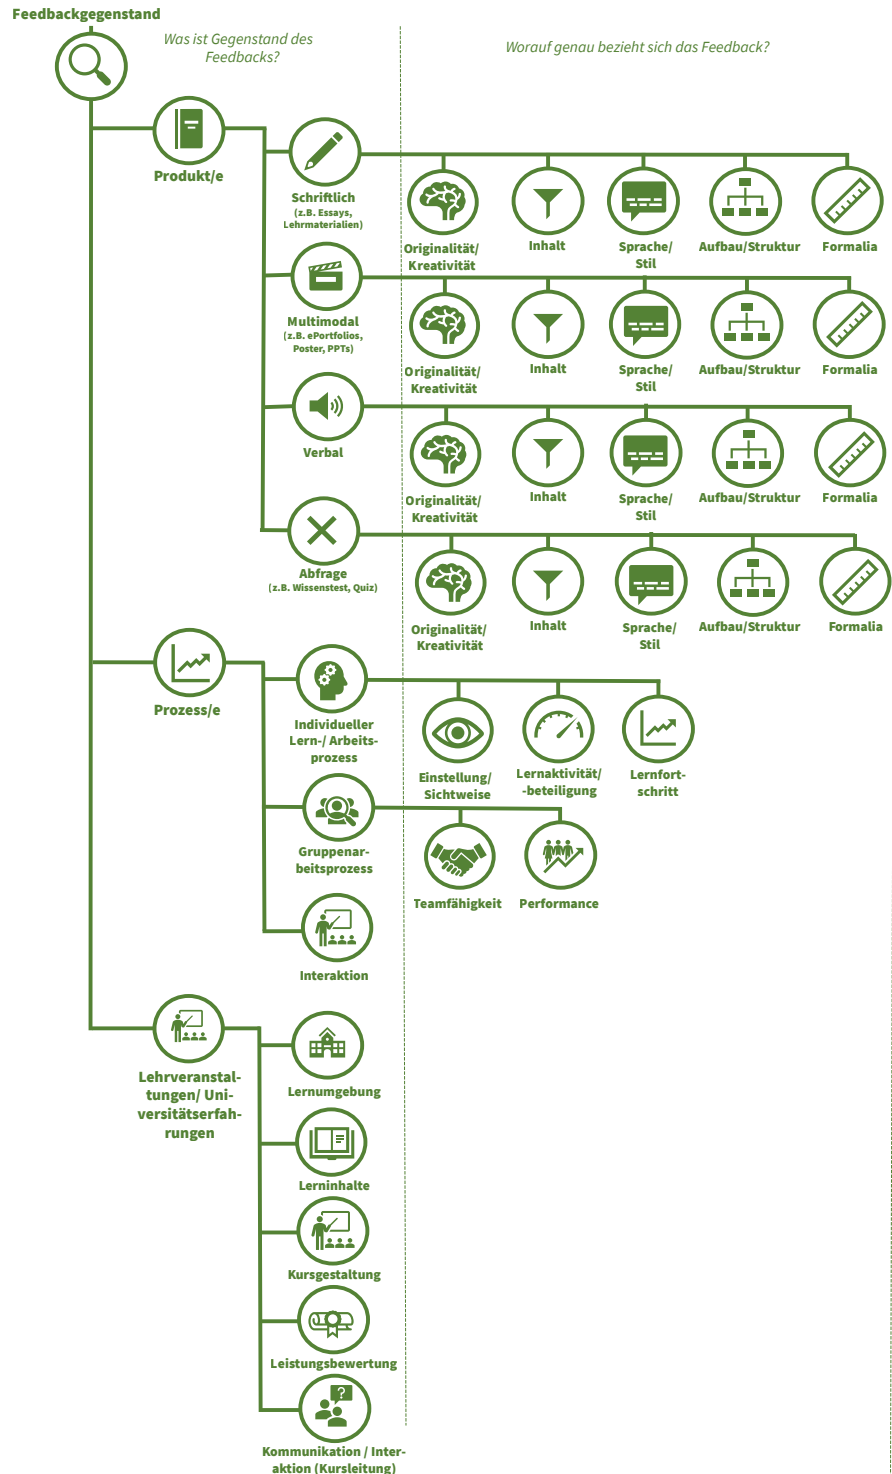 Feedbackgegenstand
Was ist Gegenstand des
Feedbacks?
Worauf genau bezieht sich das Feedback?
Produkt/e
Schriftlich
(z.B. Essays,
Lehrmaterialien)
Originalität/
Kreativität
Inhalt
Sprache/
Stil
Aufbau/Struktur
Formalia
Multimodal
(z.B. ePortfolios,
Poster, PPTs)
Originalität/
Kreativität
Inhalt
Sprache/
Stil
Aufbau/Struktur
Formalia
Verbal
Originalität/
Kreativität
Inhalt
Sprache/
Stil
Aufbau/Struktur
Formalia
Abfrage
(z.B. Wissenstest, Quiz)
Originalität/
Kreativität
Inhalt
Sprache/
Stil
Aufbau/Struktur
Formalia
Prozess/e
Individueller
Lern-/ Arbeits-
prozess
Einstellung/
Sichtweise
Lernaktivität/
-beteiligung
Lernfort-
schritt
Gruppenar-
beitsprozess
Teamfähigkeit
Performance
Interaktion
Lehrveranstal-
tungen/ Uni-
versitätserfah-
rungen
Lernumgebung
Lerninhalte
Kursgestaltung
Leistungsbewertung
?
Kommunikation / Inter-
aktion (Kursleitung)